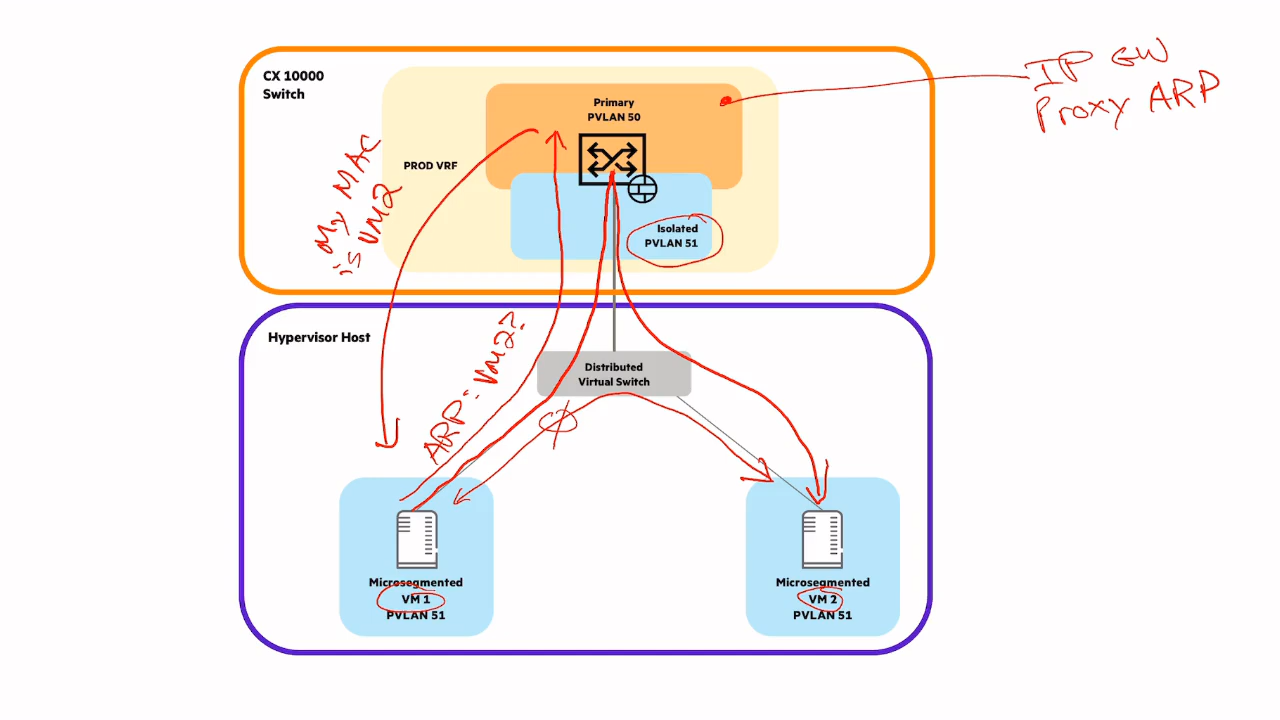 CX 10000
Switch
Primary
PVLAN 50
PROD VRF
Isolated
PVLAN 51
IP GW
Proxy ARP
My MAC
is VM2
Hypervisor Host
ARP: VM2?
Distributed
Virtual Switch
Microsegmented
VM 1
PVLAN 51
Microsegmented
VM 2
PVLAN 51